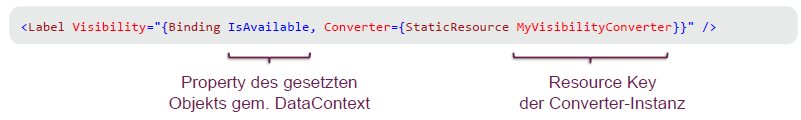 <Label Visibility="{Binding IsAvailable, Converter={StaticResource MyVisibilityConverter}}" />
Property des gesetzten
Objekts gem. DataContext
Resource Key
der Converter-Instanz